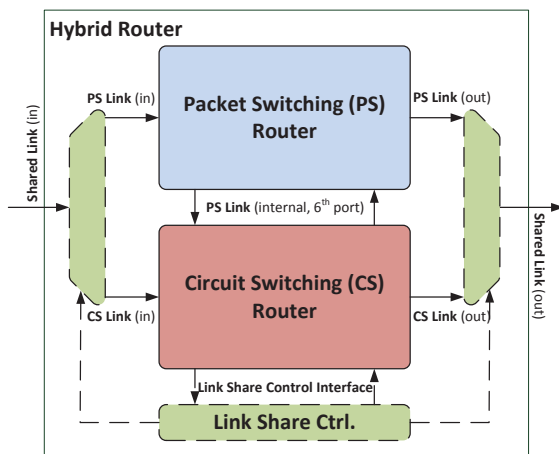 Hybrid Router
PS Link (in)
Packet Switching (PS)
Router
PS Link (out)
Shared Link (in)
PS Link (internal, 6th port)
Shared Link
(out)
CS Link (in)
Circuit Switching (CS)
Router
CS Link (out)
Link Share Control Interface
Link Share Ctrl.